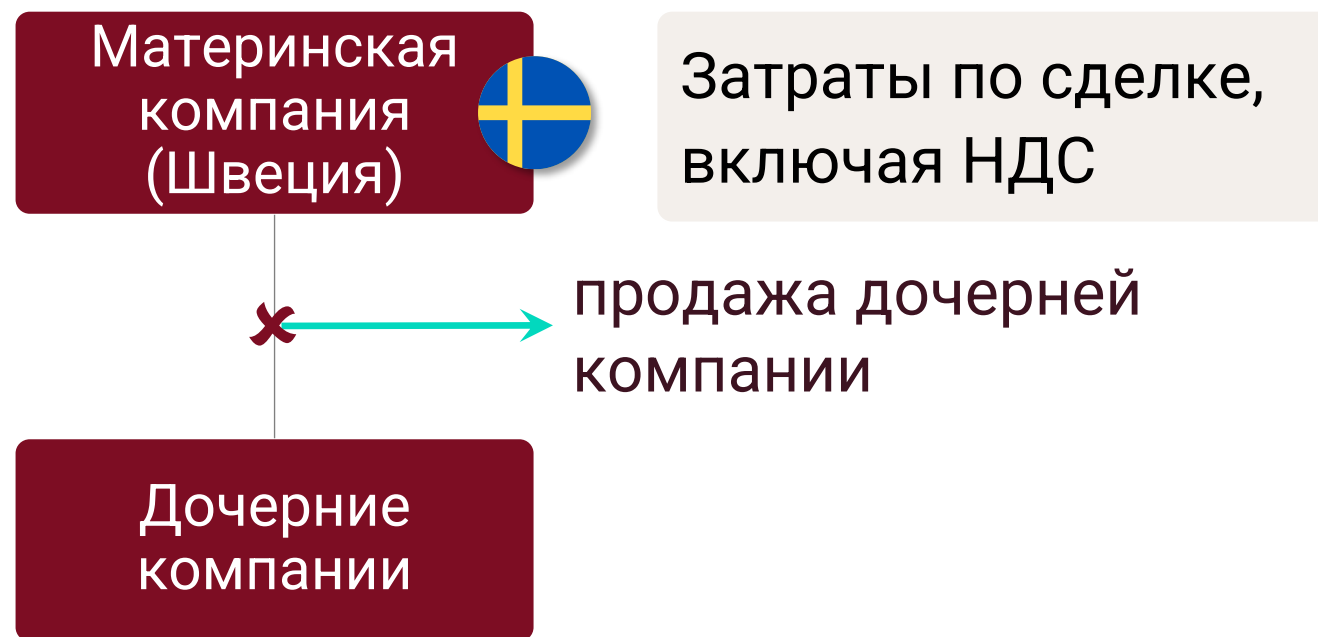 Материнская
компания
(Швеция)
Затраты по сделке,
включая НДС
продажа дочерней
компании
Дочерние
компании